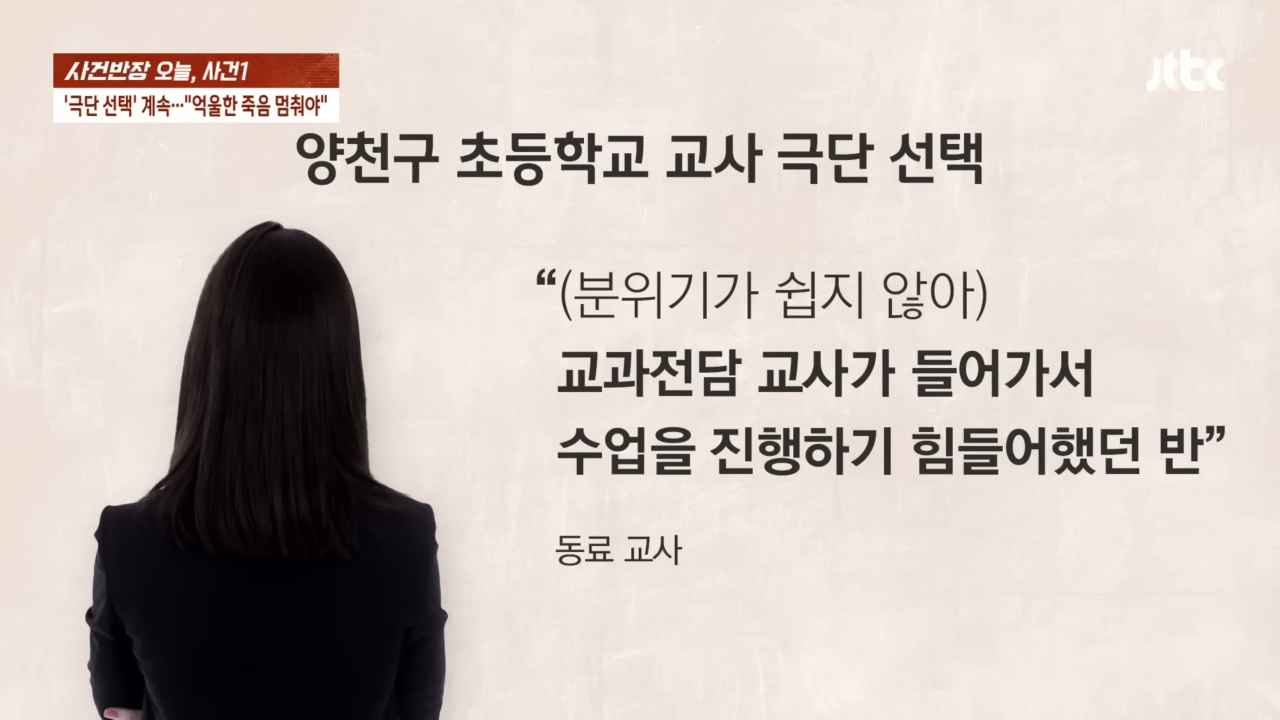 사건반장 오늘, 사건1
'극단 선택' 계속…"억울한 죽음 멈춰야"
jtbc
양천구 초등학교 교사 극단 선택
“(분위기가 쉽지 않아)
교과전담 교사가 들어가서
수업을 진행하기 힘들어했던 반”
동료 교사